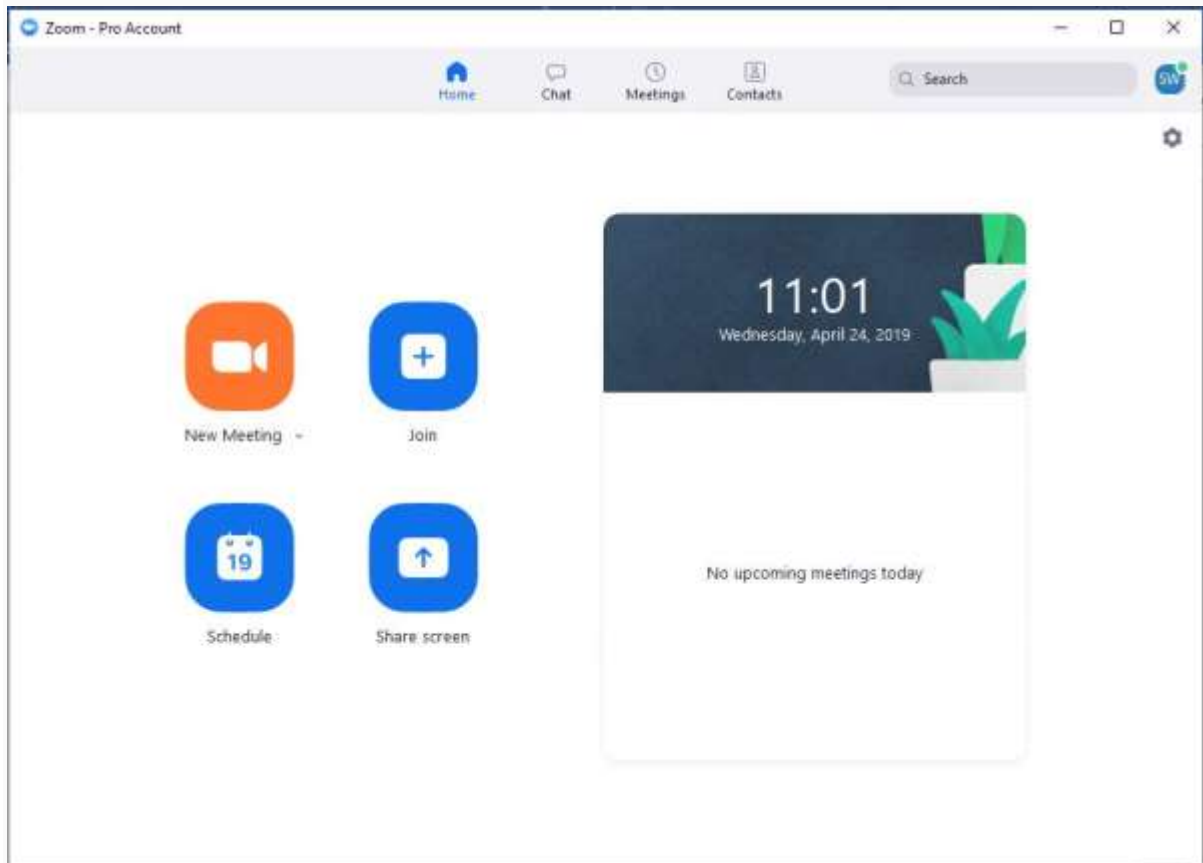 Zoom - Pro Account
Home Chat Meetings Contacts Search SW
11:01
Wednesday, April 24, 2019
New Meeting Join
19
No upcoming meetings today
Schedule Share screen